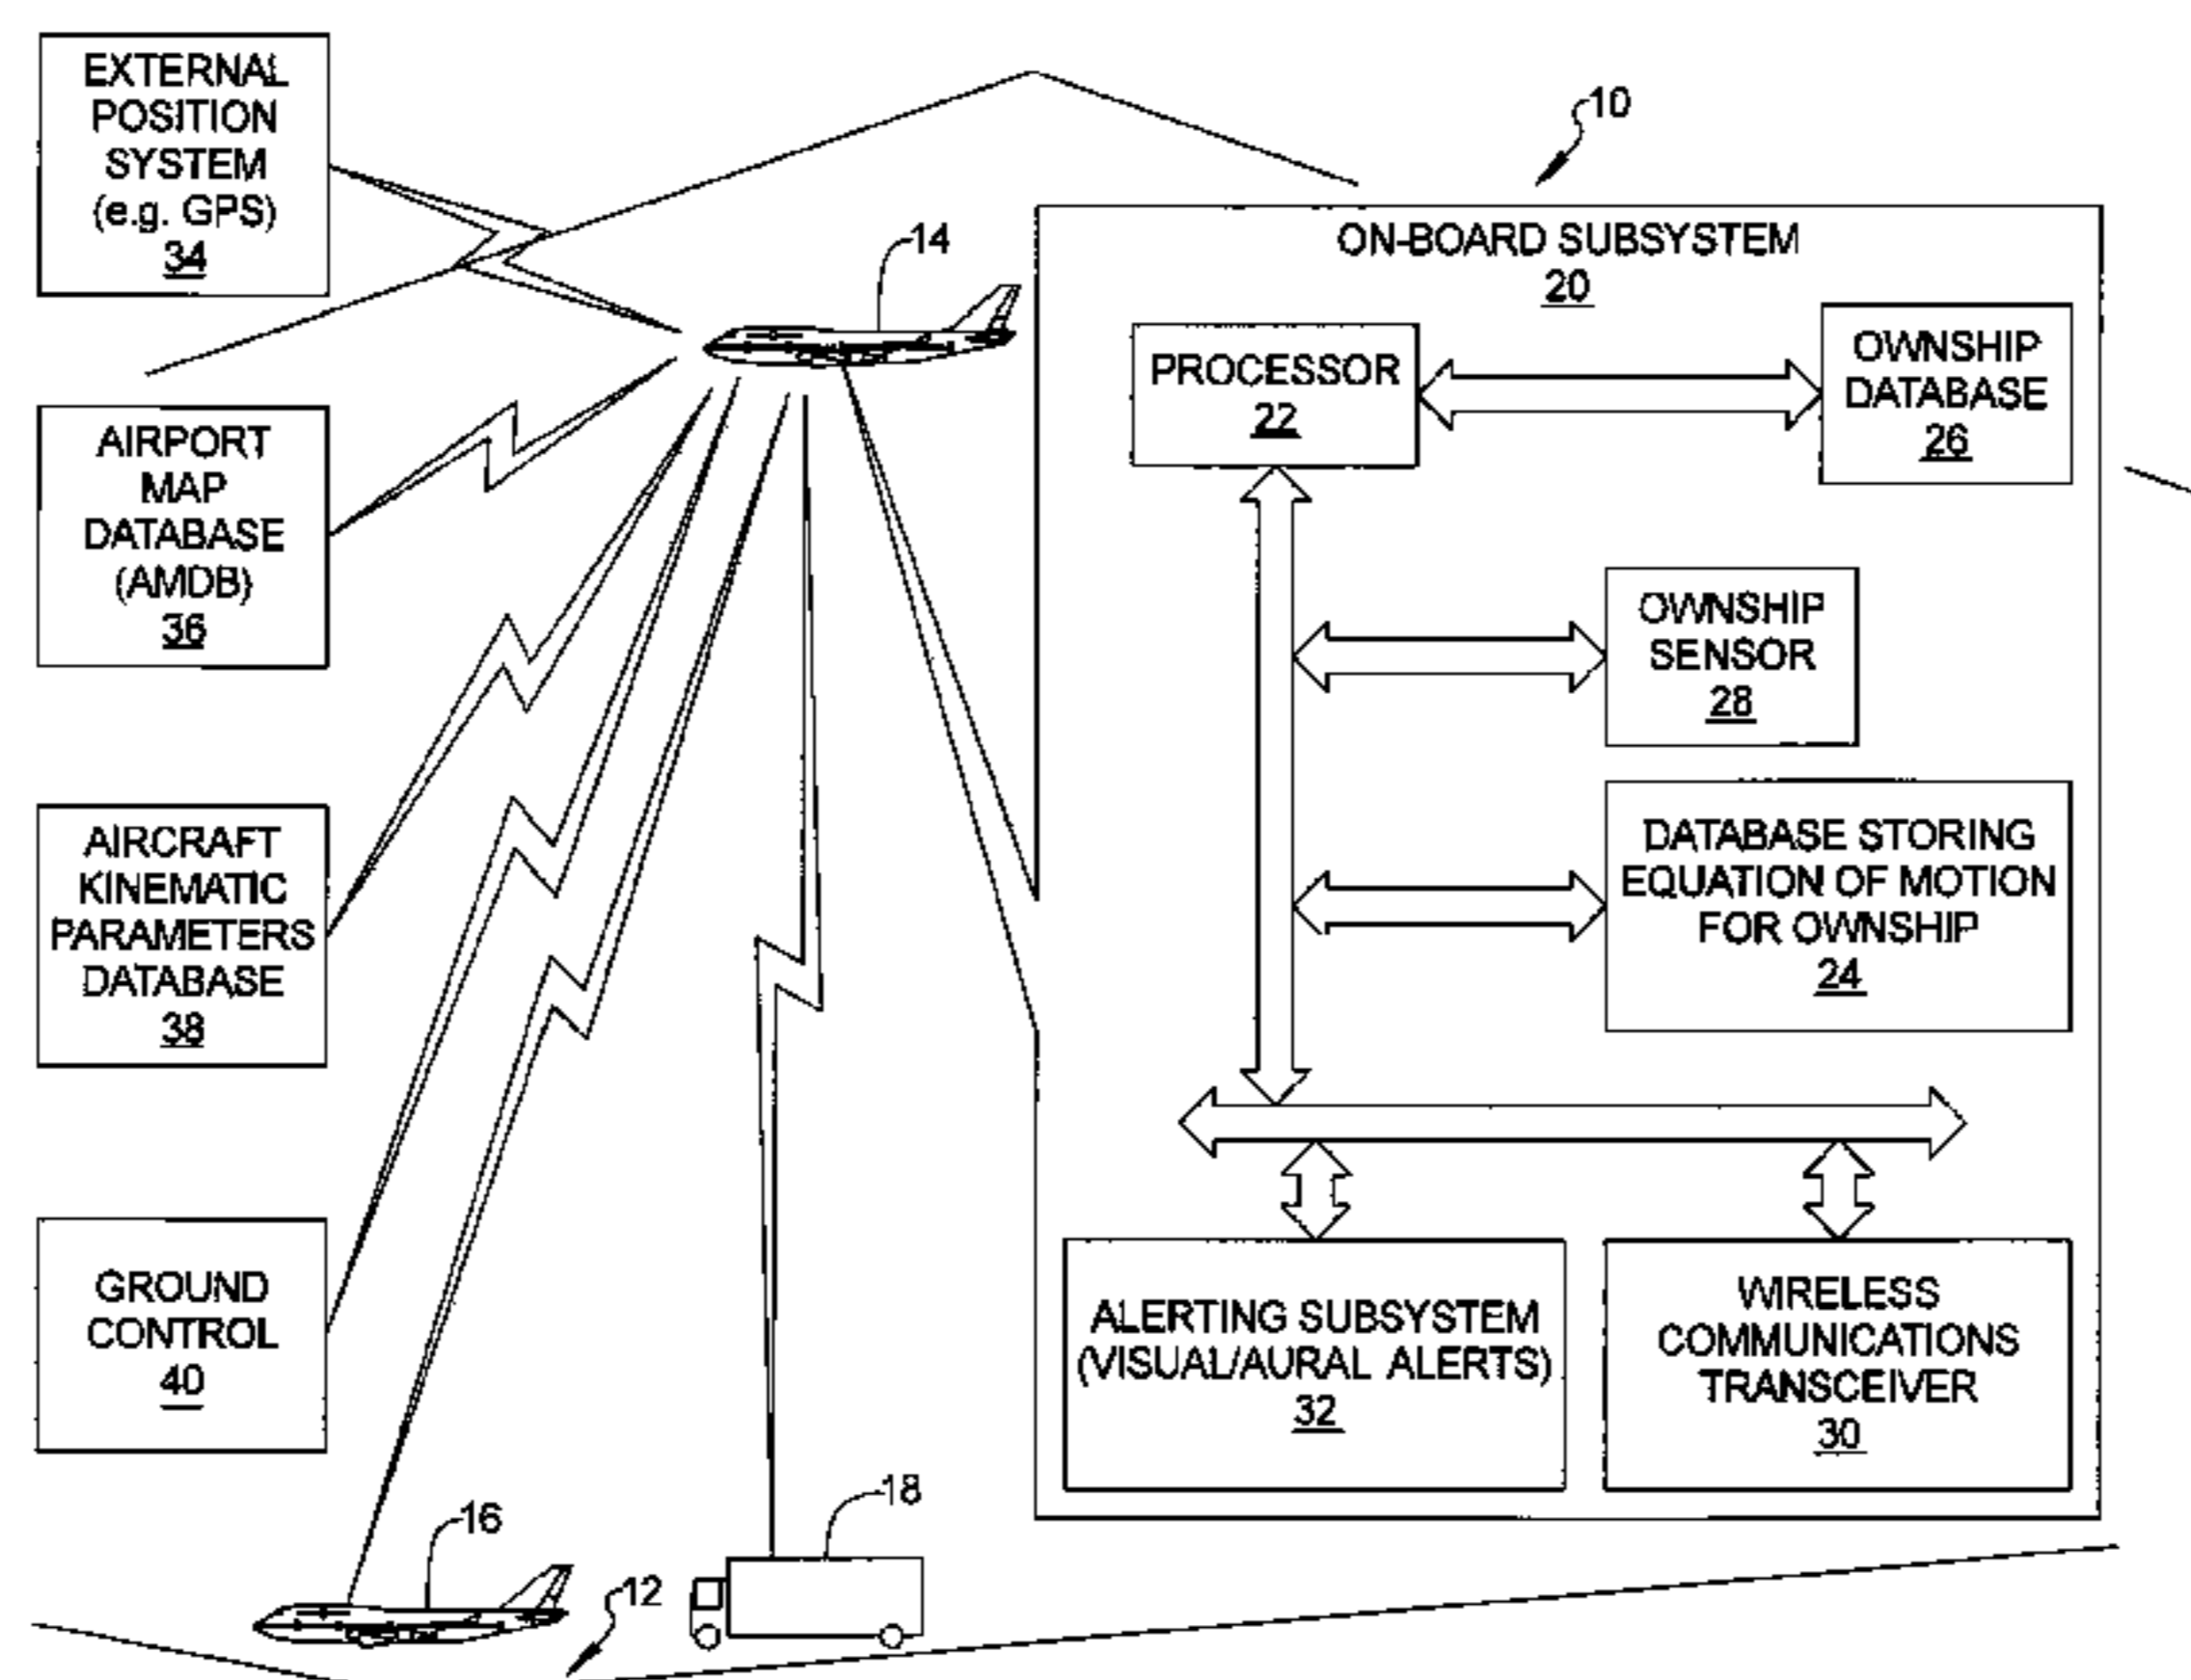 EXTERNAL
POSITION
SYSTEM
(e.g. GPS)
34
AIRPORT
MAP
DATABASE
(AMDB)
36
AIRCRAFT
KINEMATIC
PARAMETERS
DATABASE
38
GROUND
CONTROL
40
14
16
12
18
10
ON-BOARD SUBSYSTEM
20
PROCESSOR
22
OWNSHIP
DATABASE
26
OWNSHIP
SENSOR
28
DATABASE STORING
EQUATION OF MOTION
FOR OWNSHIP
24
ALERTING SUBSYSTEM
(VISUAL/AURAL ALERTS)
32
WIRELESS
COMMUNICATIONS
TRANSCEIVER
30